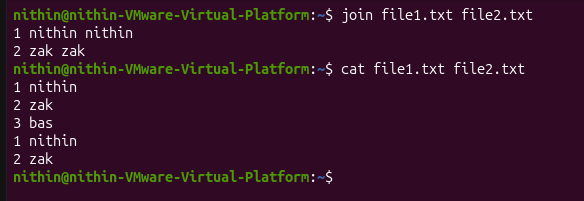 nithin@nithin-VMware-Virtual-Platform:~$ join file1.txt file2.txt
1 nithin nithin
2 zak zak
nithin@nithin-VMware-Virtual-Platform:~$ cat file1.txt file2.txt
1 nithin
2 zak
3 bas
1 nithin
2 zak
nithin@nithin-VMware-Virtual-Platform:~$